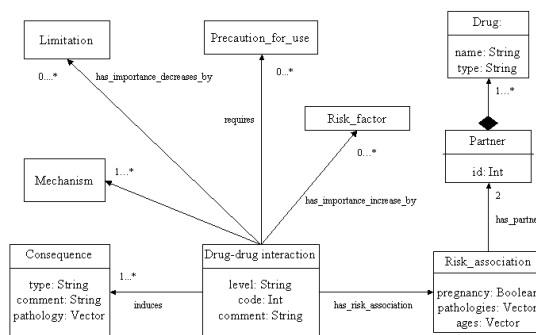 Limitation
0....*
has_importance_decreases_by
Precaution_for_use
0...*
requires
Drug:
name: String
type: String
1...*
Risk_factor
0...*
has_importance_increase_by
Partner
id: Int
2
has_partne
Mechanism
1...*
Consequence
type: String
comment: String
pathology: Vector
1...*
induces
Drug-drug interaction
level: String
code: Int
comment: String
has_risk_association
Risk_association
pregnancy: Boolean
pathologies: Vector
ages: Vector